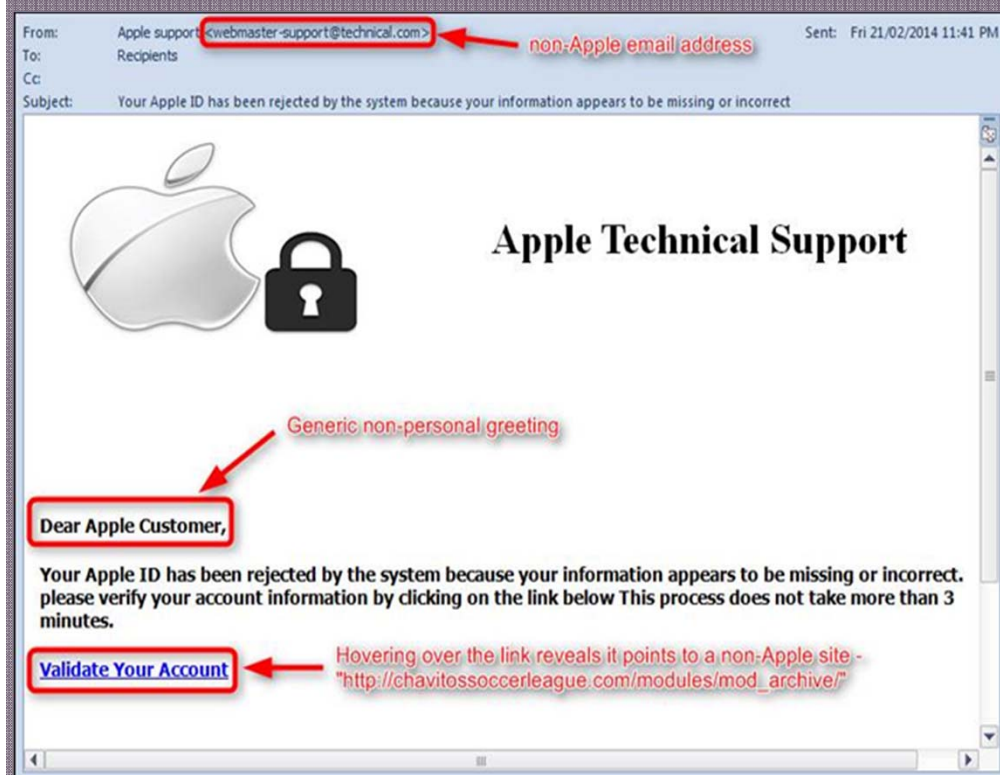 From: Apple support <webmaster-support@technical.com> Sent: Fri 21/02/2014 11:41 PM
non-Apple email address
To: Recipients
Cc:
Subject: Your Apple ID has been rejected by the system because your information appears to be missing or incorrect
Apple Technical Support
Generic non-personal greeting
Dear Apple Customer,
Your Apple ID has been rejected by the system because your information appears to be missing or incorrect.
please verify your account information by clicking on the link below This process does not take more than 3
minutes.
Validate Your Account
Hovering over the link reveals it points to a non-Apple site -
"http://chavitossoccerleague.com/modules/mod_archive/"